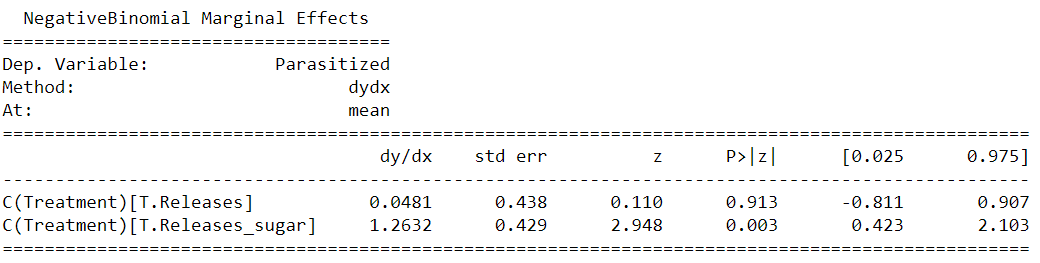 NegativeBinomial Marginal Effects
=====================================
Dep. Variable:            Parasitized
Method:                          dydx
At:                              mean
===============================================================================================
                                  dy/dx    std err          z      P>|z|      [0.025      0.975]
-----------------------------------------------------------------------------------------------
C(Treatment)[T.Releases]         0.0481      0.438      0.110      0.913      -0.811       0.907
C(Treatment)[T.Releases_sugar]   1.2632      0.429      2.948      0.003       0.423       2.103
===============================================================================================